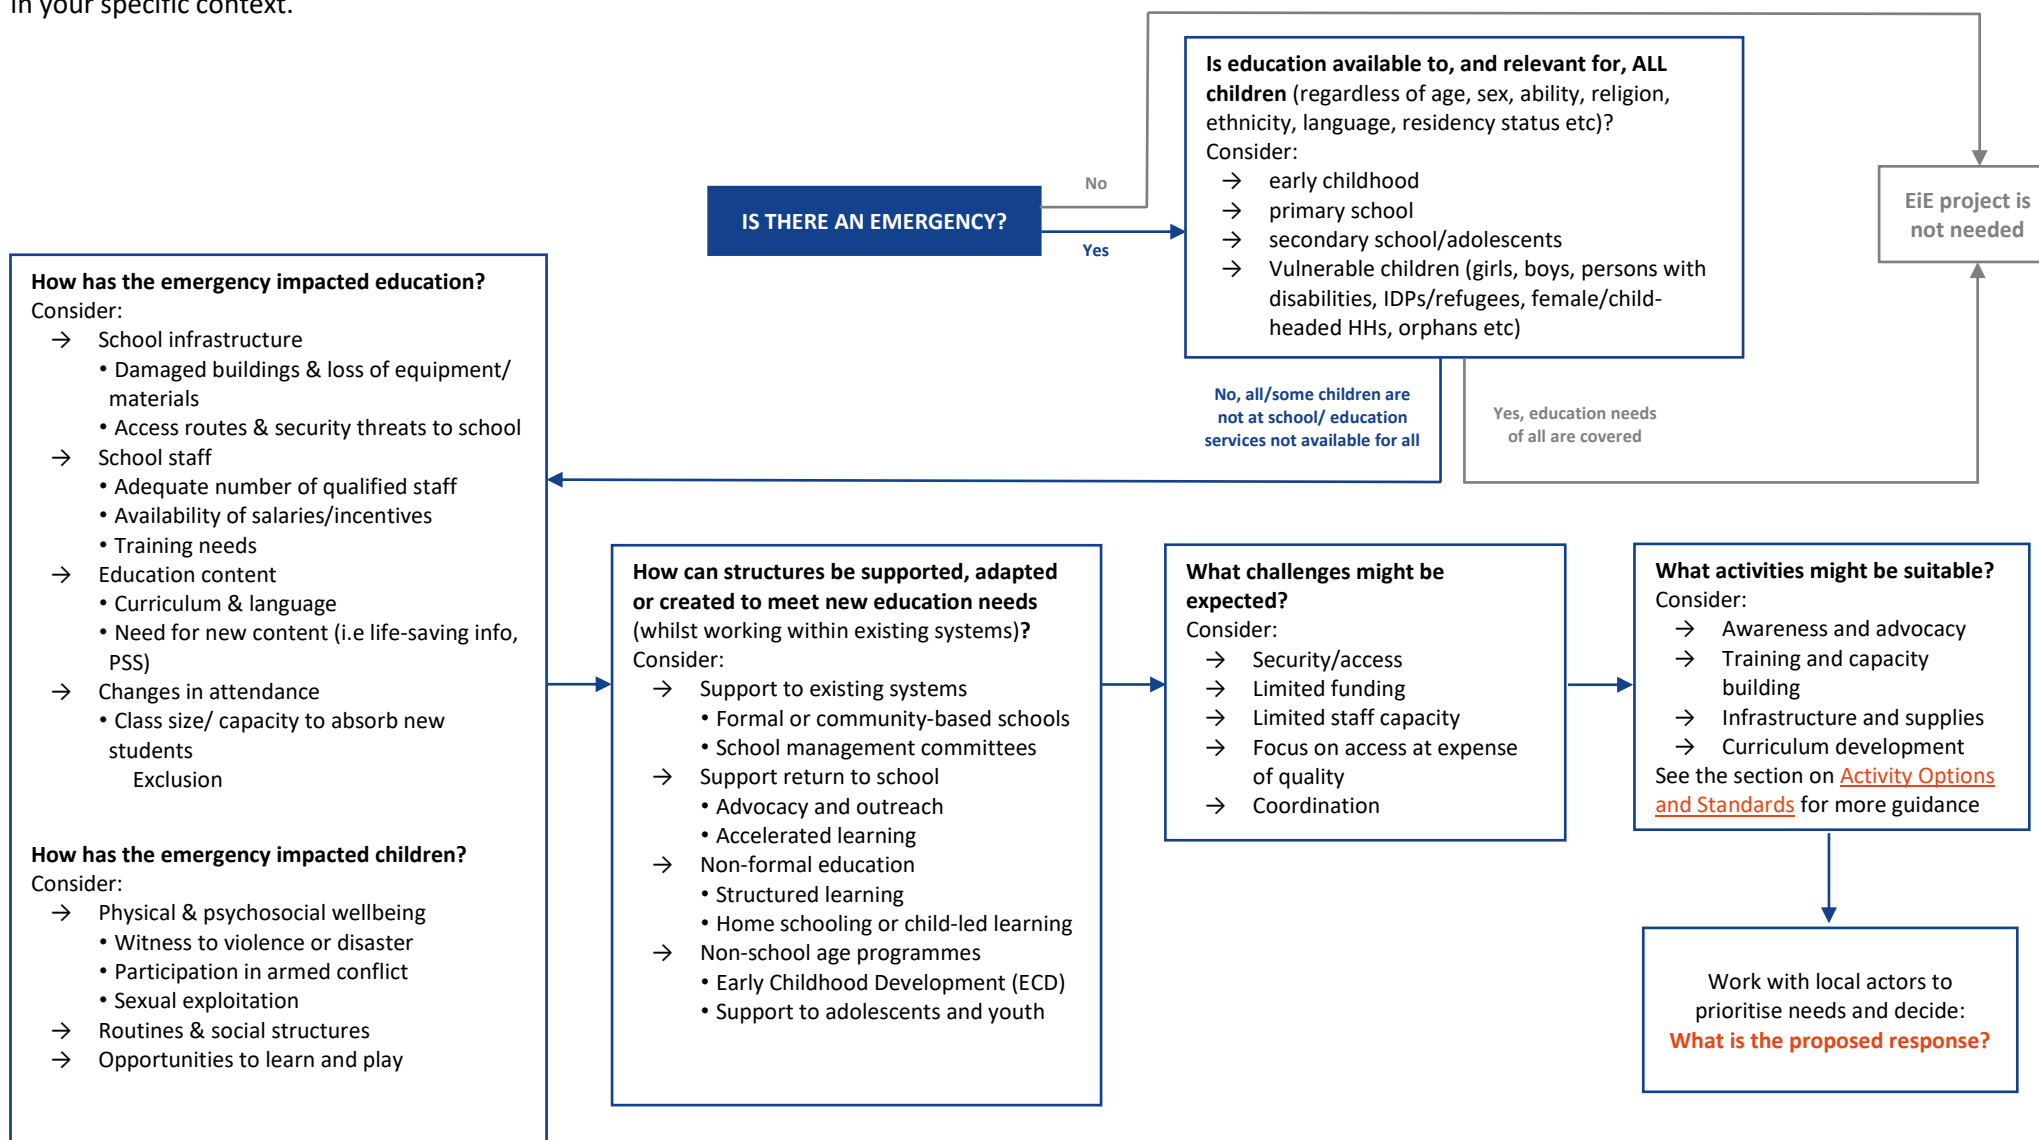 in your specific context.
Is education available to, and relevant for, ALL
children (regardless of age, sex, ability, religion,
ethnicity, language, residency status etc)?
Consider:
→ early childhood
→ primary school
→ secondary school/adolescents
→ Vulnerable children (girls, boys, persons with
disabilities, IDPs/refugees, female/child-
headed HHs, orphans etc)
No
IS THERE AN EMERGENCY?
Yes
EiE project is
not needed
No, all/some children are
not at school/ education
services not available for all
Yes, education needs
of all are covered
How has the emergency impacted education?
Consider:
→ School infrastructure
• Damaged buildings & loss of equipment/
materials
• Access routes & security threats to school
→ School staff
• Adequate number of qualified staff
• Availability of salaries/incentives
• Training needs
→ Education content
• Curriculum & language
• Need for new content (i.e life-saving info,
PSS)
→ Changes in attendance
• Class size/ capacity to absorb new
students
Exclusion
How has the emergency impacted children?
Consider:
→ Physical & psychosocial wellbeing
• Witness to violence or disaster
• Participation in armed conflict
• Sexual exploitation
→ Routines & social structures
→ Opportunities to learn and play
How can structures be supported, adapted
or created to meet new education needs
(whilst working within existing systems)?
Consider:
→ Support to existing systems
• Formal or community-based schools
• School management committees
→ Support return to school
• Advocacy and outreach
• Accelerated learning
→ Non-formal education
• Structured learning
• Home schooling or child-led learning
→ Non-school age programmes
• Early Childhood Development (ECD)
• Support to adolescents and youth
What challenges might be
expected?
Consider:
→ Security/access
→ Limited funding
→ Limited staff capacity
→ Focus on access at expense
of quality
→ Coordination
What activities might be suitable?
Consider:
→ Awareness and advocacy
→ Training and capacity
building
→ Infrastructure and supplies
→ Curriculum development
See the section on Activity Options
and Standards for more guidance
Work with local actors to
prioritise needs and decide:
What is the proposed response?